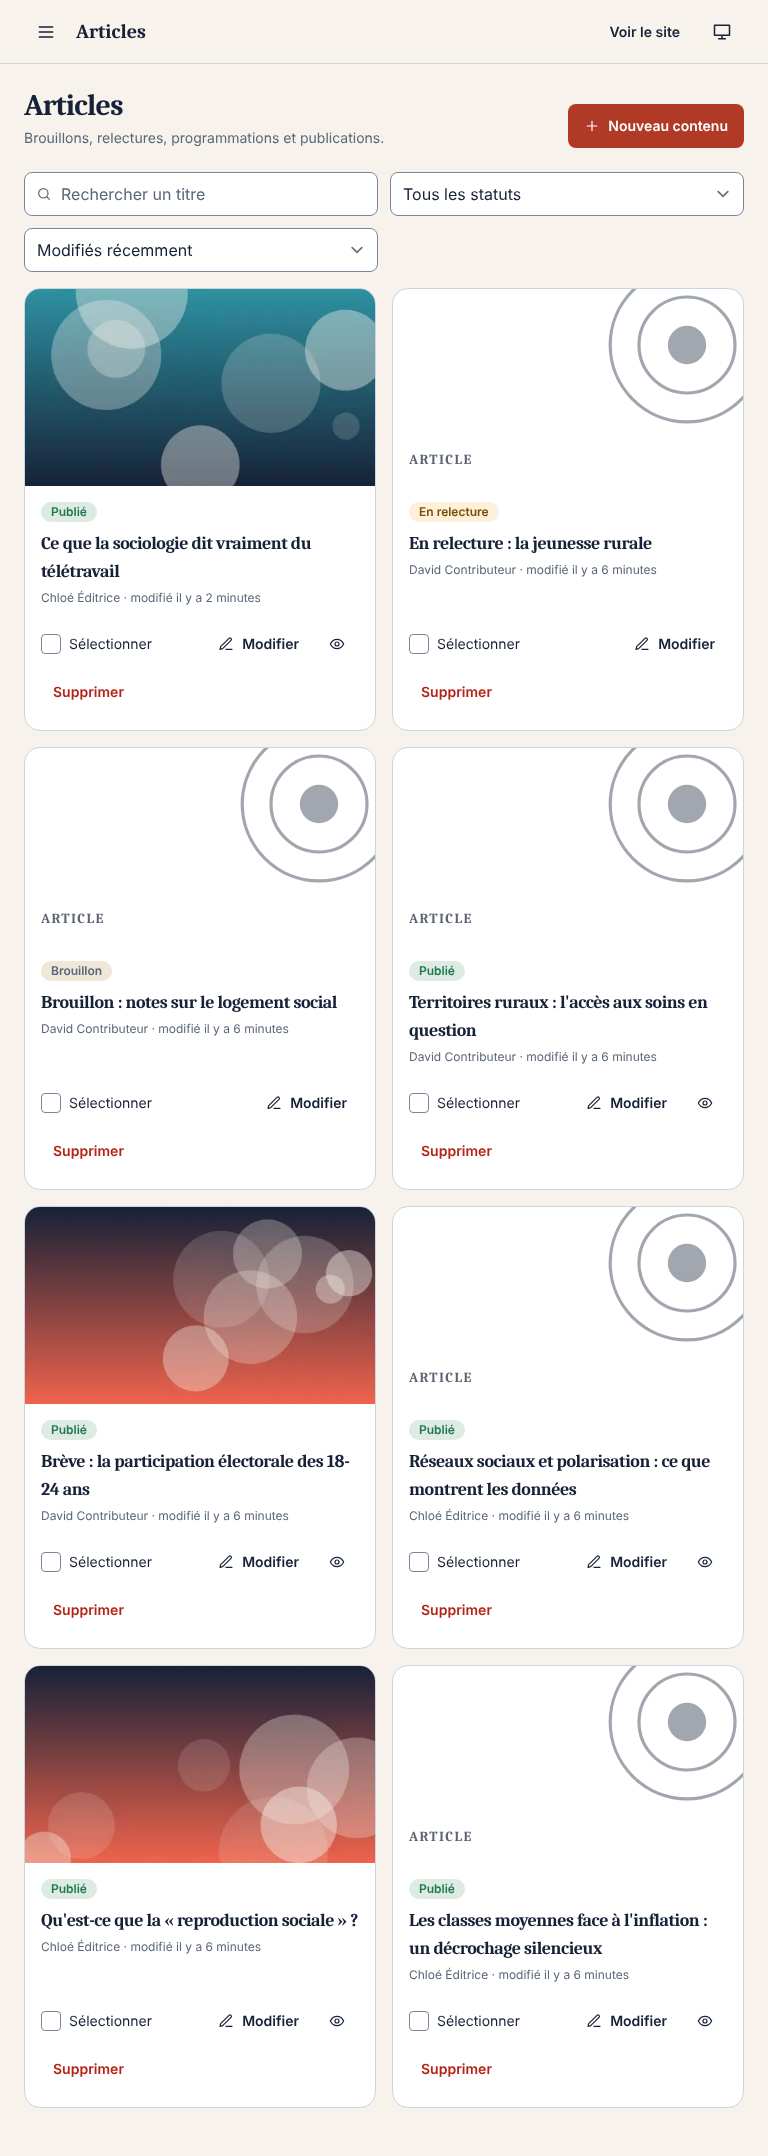 Articles
Voir le site
Articles
Brouillons, relectures, programmations et publications.
Nouveau contenu
Rechercher un titre
Tous les statuts
Modifiés récemment
Publié
Ce que la sociologie dit vraiment du
télétravail
Chloé Éditrice · modifié il y a 2 minutes
Sélectionner
Modifier
Supprimer
ARTICLE
En relecture
En relecture : la jeunesse rurale
David Contributeur · modifié il y a 6 minutes
Sélectionner
Modifier
Supprimer
ARTICLE
Brouillon
Brouillon : notes sur le logement social
David Contributeur · modifié il y a 6 minutes
Sélectionner
Modifier
Supprimer
ARTICLE
Publié
Territoires ruraux : l'accès aux soins en
question
David Contributeur · modifié il y a 6 minutes
Sélectionner
Modifier
Supprimer
Publié
Brève : la participation électorale des 18-
24 ans
David Contributeur · modifié il y a 6 minutes
Sélectionner
Modifier
Supprimer
ARTICLE
Publié
Réseaux sociaux et polarisation : ce que
montrent les données
Chloé Éditrice · modifié il y a 6 minutes
Sélectionner
Modifier
Supprimer
Publié
Qu'est-ce que la « reproduction sociale » ?
Chloé Éditrice · modifié il y a 6 minutes
Sélectionner
Modifier
Supprimer
ARTICLE
Publié
Les classes moyennes face à l'inflation :
un décrochage silencieux
Chloé Éditrice · modifié il y a 6 minutes
Sélectionner
Modifier
Supprimer